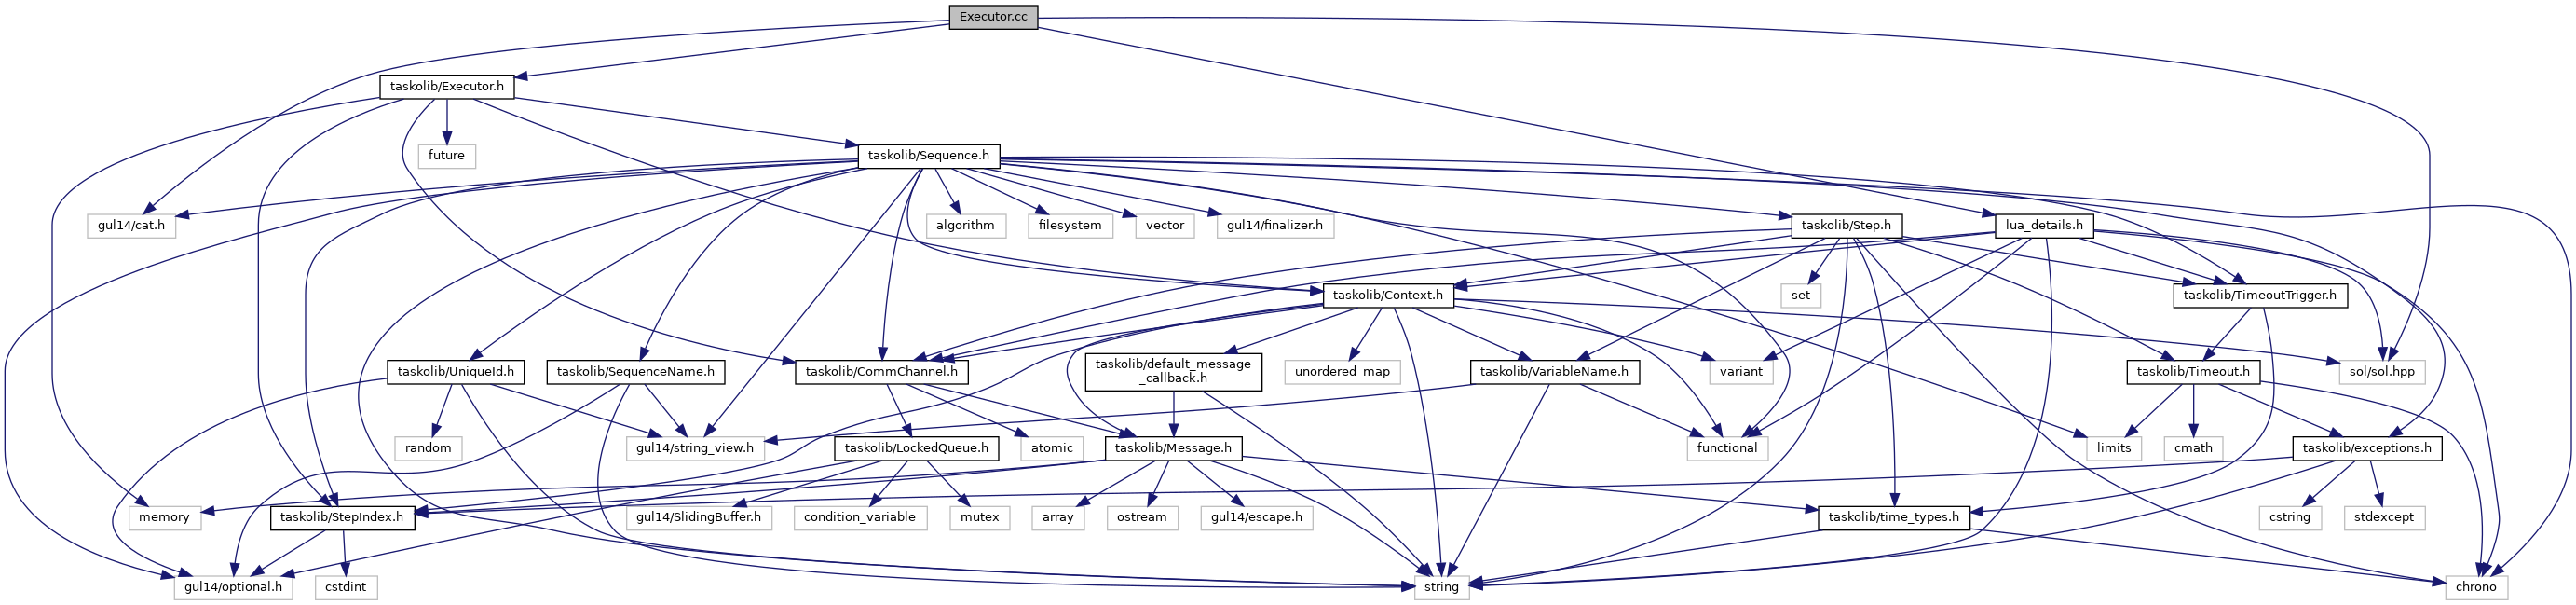 Executor.cc
taskolib/Executor.h
future
taskolib/Sequence.h
gul14/cat.h
algorithm
filesystem
vector
gul14/finalizer.h
taskolib/Step.h
lua_details.h
taskolib/Context.h
set
taskolib/TimeoutTrigger.h
taskolib/UniqueId.h
taskolib/SequenceName.h
taskolib/CommChannel.h
taskolib/default_message
_callback.h
unordered_map
taskolib/VariableName.h
variant
taskolib/Timeout.h
sol/sol.hpp
random
gul14/string_view.h
taskolib/LockedQueue.h
atomic
taskolib/Message.h
functional
limits
cmath
taskolib/exceptions.h
memory
taskolib/StepIndex.h
gul14/SlidingBuffer.h
condition_variable
mutex
array
ostream
gul14/escape.h
taskolib/time_types.h
cstring
stdexcept
gul14/optional.h
cstdint
string
chrono